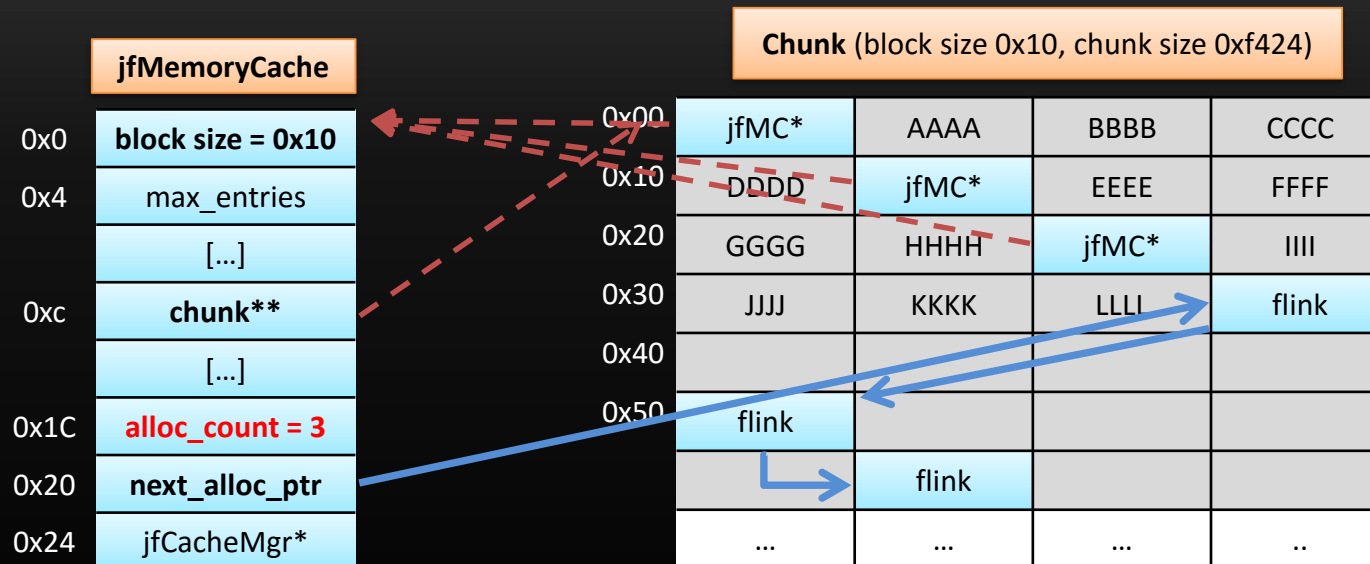 jfMemoryCache
0x0 block size = 0x10
0x4 max_entries
[…]
0xc chunk**
[…]
0x1C alloc_count = 3
0x20 next_alloc_ptr
0x24 jfCacheMgr*
Chunk (block size 0x10, chunk size 0xf424)
0x00 jfMC* AAAA BBBB CCCC
0x10 DDDD jfMC* EEEE FFFF
0x20 GGGG HHHH jfMC* IIII
0x30 JJJJ KKKK LLLL flink
0x40
0x50 flink
flink
… … … ..